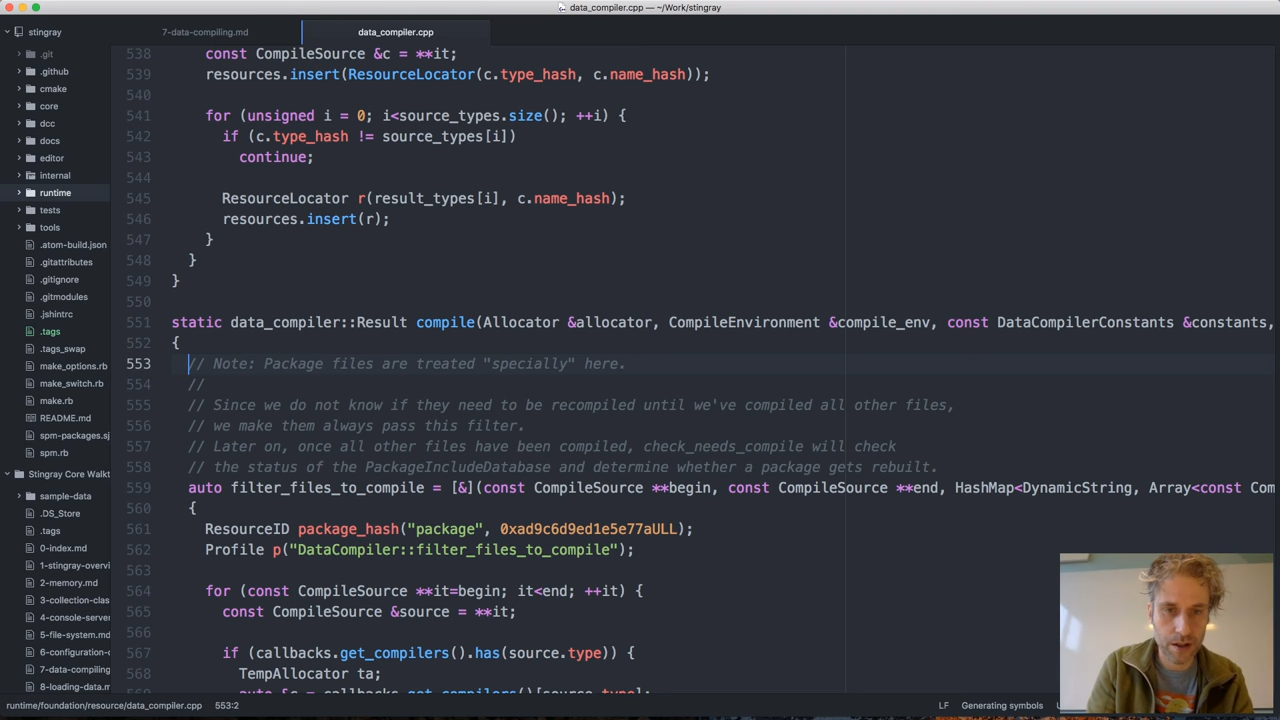 data_compiler.cpp — ~/Work/stingray
stingray
7-data-compiling.md
data_compiler.cpp
.git
.github
cmake
core
dcc
docs
editor
internal
runtime
tests
tools
.atom-build.json
.gitattributes
.gitignore
.gitmodules
.jshintrc
.tags
.tags_swap
make_options.rb
make_switch.rb
make.rb
README.md
spm-packages.sj
spm.rb
Stingray Core Walkt
sample-data
.DS_Store
.tags
0-index.md
1-stingray-overvi
2-memory.md
3-collection-clas
4-console-server
5-file-system.md
6-configuration-
7-data-compiling
8-loading-data.m
538 const CompileSource &c = **it;
539 resources.insert(ResourceLocator(c.type_hash, c.name_hash));
540
541 for (unsigned i = 0; i<source_types.size(); ++i) {
542 if (c.type_hash != source_types[i])
543 continue;
544
545 ResourceLocator r(result_types[i], c.name_hash);
546 resources.insert(r);
547 }
548 }
549 }
550
551 static data_compiler::Result compile(Allocator &allocator, CompileEnvironment &compile_env, const DataCompilerConstants &constants,
552 {
553 // Note: Package files are treated "specially" here.
554 //
555 // Since we do not know if they need to be recompiled until we've compiled all other files,
556 // we make them always pass this filter.
557 // Later on, once all other files have been compiled, check_needs_compile will check
558 // the status of the PackageIncludeDatabase and determine whether a package gets rebuilt.
559 auto filter_files_to_compile = [&](const CompileSource **begin, const CompileSource **end, HashMap<DynamicString, Array<const Com
560 {
561 ResourceID package_hash("package", 0xad9c6d9ed1e5e77aULL);
562 Profile p("DataCompiler::filter_files_to_compile");
563
564 for (const CompileSource **it=begin; it<end; ++it) {
565 const CompileSource &source = **it;
566
567 if (callbacks.get_compilers().has(source.type)) {
568 TempAllocator ta;
569 auto &c = callbacks.get_compilers()[source.type];
runtime/foundation/resource/data_compiler.cpp 553:2
LF Generating symbols